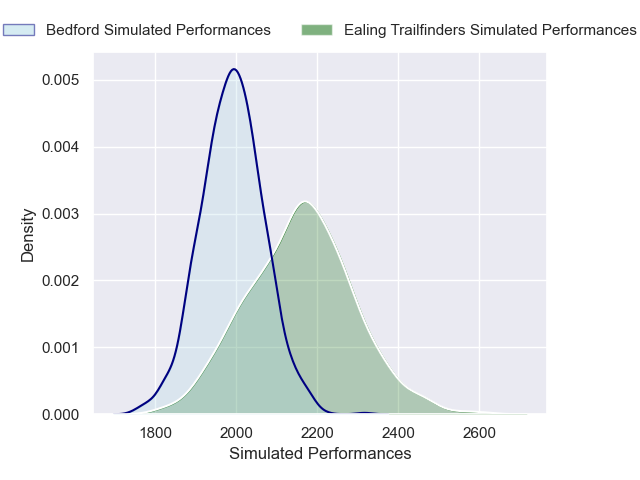 Bedford Simulated Performances Ealing Trailfinders Simulated Performances
0.005
0.004
0.003
0.002
0.001
0.000
Density
1800 2000 2200 2400 2600
Simulated Performances